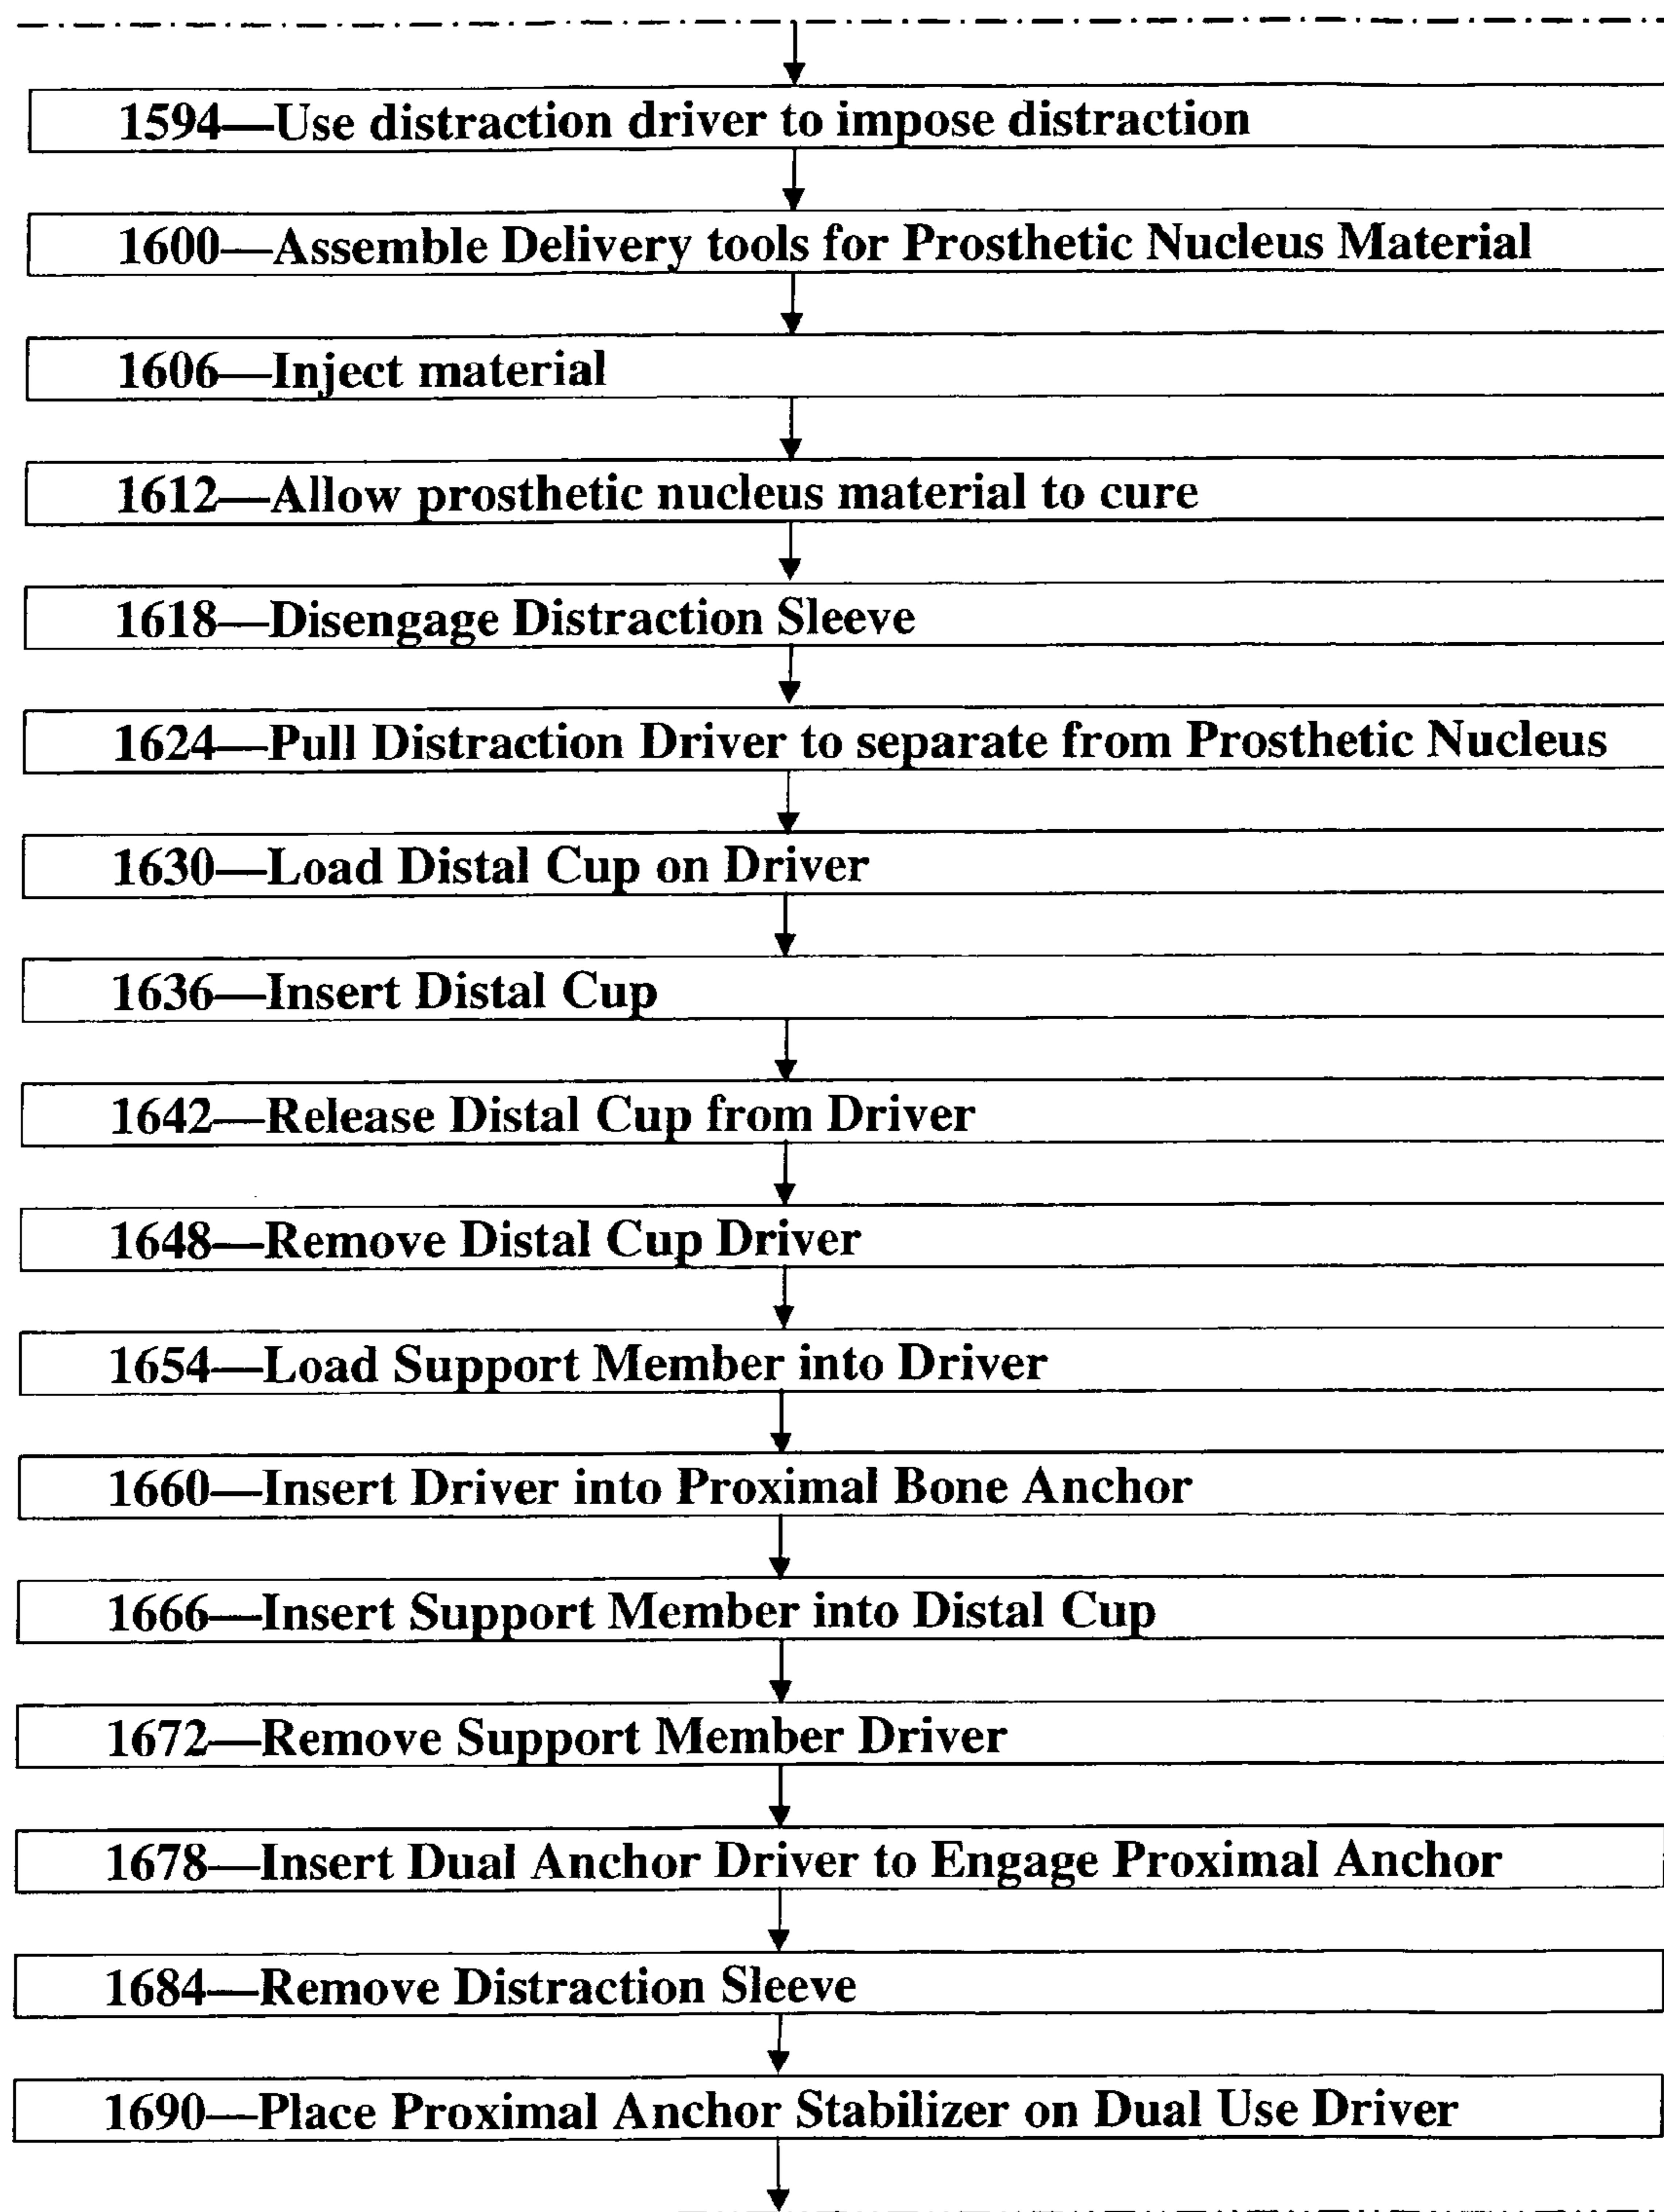 1594—Use distraction driver to impose distraction
1600—Assemble Delivery tools for Prosthetic Nucleus Material
1606—Inject material
1612—Allow prosthetic nucleus material to cure
1618—Disengage Distraction Sleeve
1624—Pull Distraction Driver to separate from Prosthetic Nucleus
1630—Load Distal Cup on Driver
1636—Insert Distal Cup
1642—Release Distal Cup from Driver
1648—Remove Distal Cup Driver
1654—Load Support Member into Driver
1660—Insert Driver into Proximal Bone Anchor
1666—Insert Support Member into Distal Cup
1672—Remove Support Member Driver
1678—Insert Dual Anchor Driver to Engage Proximal Anchor
1684—Remove Distraction Sleeve
1690—Place Proximal Anchor Stabilizer on Dual Use Driver